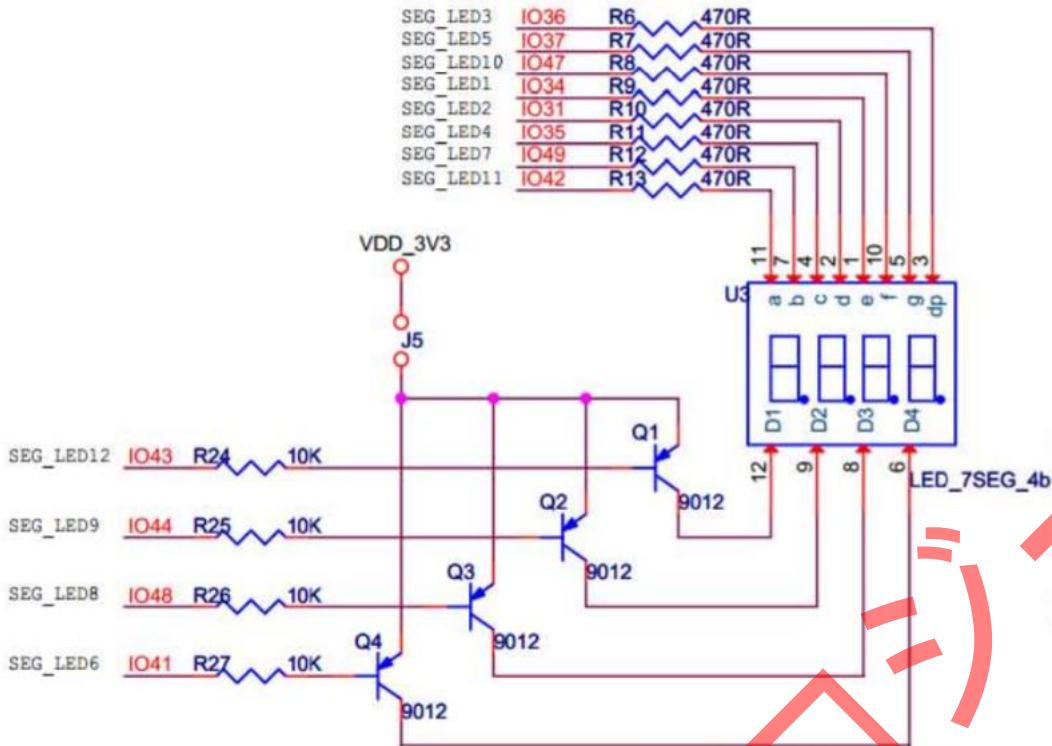 SEG_LED3 IO36 R6 470R
SEG_LED5 IO37 R7 470R
SEG_LED10 IO47 R8 470R
SEG_LED1 IO34 R9 470R
SEG_LED2 IO31 R10 470R
SEG_LED4 IO35 R11 470R
SEG_LED7 IO49 R12 470R
SEG_LED11 IO42 R13 470R
VDD_3V3
J5
11 7 4 2 1 10 5 3
U3
a b c d e f g dp
D1 D2 D3 D4
12 9 8 6
LED_7SEG_4b
Q1
SEG_LED12 IO43 R24 10K
9012
Q2
SEG_LED9 IO44 R25 10K
9012
Q3
SEG_LED8 IO48 R26 10K
9012
Q4
SEG_LED6 IO41 R27 10K
9012